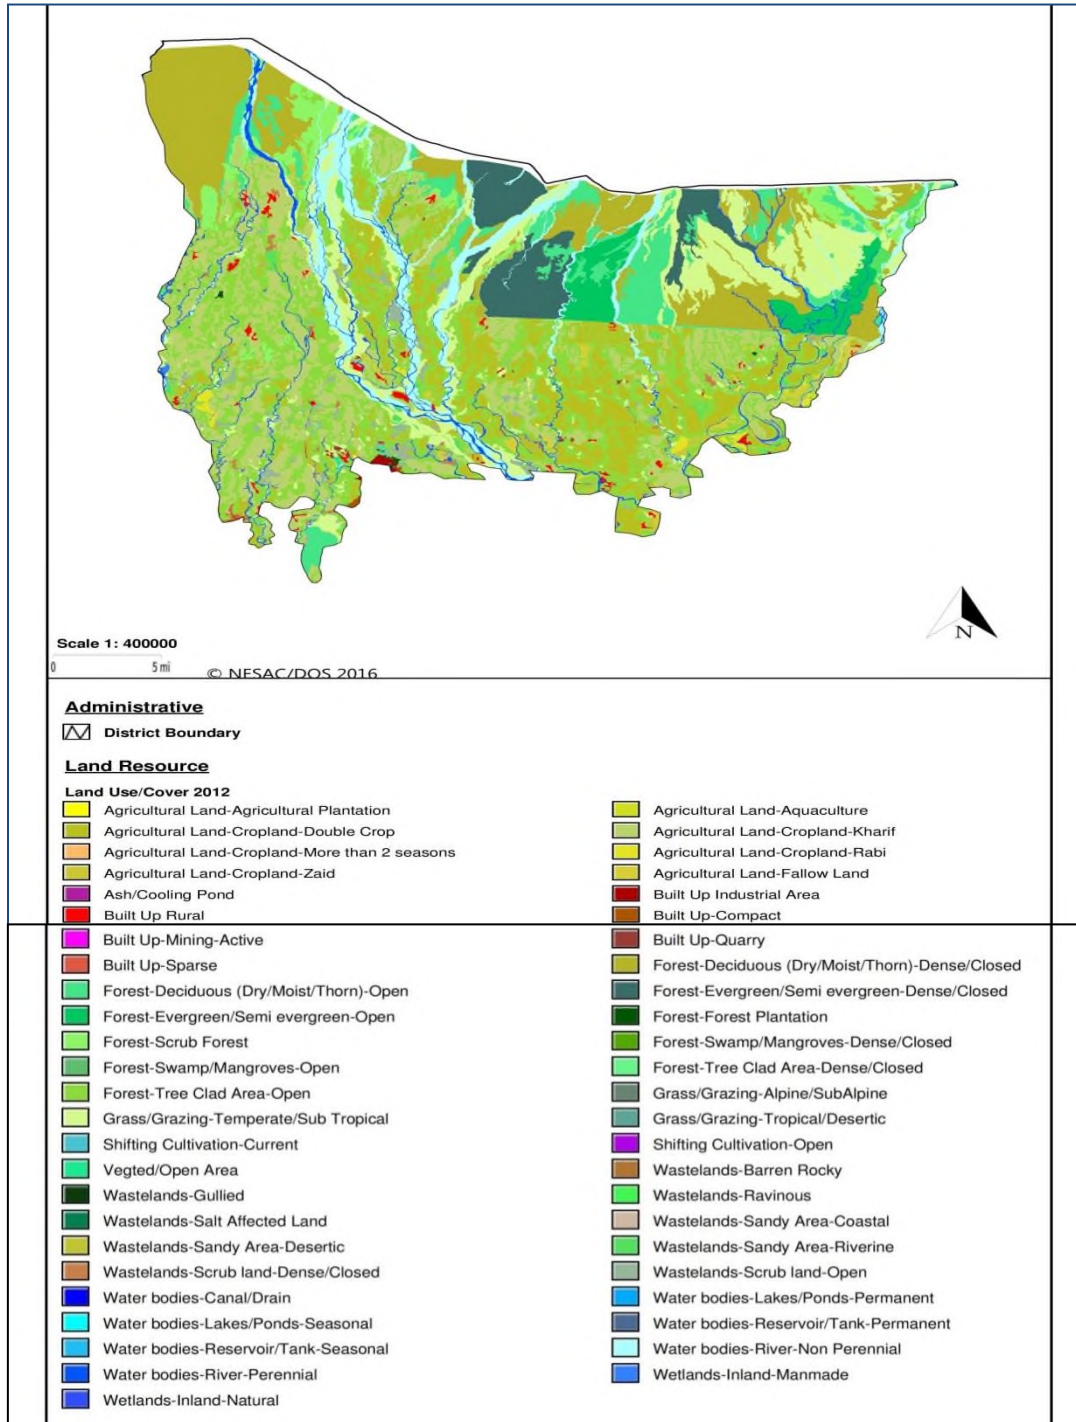 N
Scale 1: 400000
0 5 mi
© NESAC/DOS 2016
Administrative
District Boundary
Land Resource
Land Use/Cover 2012
Agricultural Land-Agricultural Plantation Agricultural Land-Aquaculture
Agricultural Land-Cropland-Double Crop Agricultural Land-Cropland-Kharif
Agricultural Land-Cropland-More than 2 seasons Agricultural Land-Cropland-Rabi
Agricultural Land-Cropland-Zaid Agricultural Land-Fallow Land
Ash/Cooling Pond Built Up Industrial Area
Built Up Rural Built Up-Compact
Built Up-Mining-Active Built Up-Quarry
Built Up-Sparse Forest-Deciduous (Dry/Moist/Thorn)-Dense/Closed
Forest-Deciduous (Dry/Moist/Thorn)-Open Forest-Evergreen/Semi evergreen-Dense/Closed
Forest-Evergreen/Semi evergreen-Open Forest-Forest Plantation
Forest-Scrub Forest Forest-Swamp/Mangroves-Dense/Closed
Forest-Swamp/Mangroves-Open Forest-Tree Clad Area-Dense/Closed
Forest-Tree Clad Area-Open Grass/Grazing-Alpine/SubAlpine
Grass/Grazing-Temperate/Sub Tropical Grass/Grazing-Tropical/Desertic
Shifting Cultivation-Current Shifting Cultivation-Open
Vegted/Open Area Wastelands-Barren Rocky
Wastelands-Gullied Wastelands-Ravinous
Wastelands-Salt Affected Land Wastelands-Sandy Area-Coastal
Wastelands-Sandy Area-Desertic Wastelands-Sandy Area-Riverine
Wastelands-Scrub land-Dense/Closed Wastelands-Scrub land-Open
Water bodies-Canal/Drain Water bodies-Lakes/Ponds-Permanent
Water bodies-Lakes/Ponds-Seasonal Water bodies-Reservoir/Tank-Permanent
Water bodies-Reservoir/Tank-Seasonal Water bodies-River-Non Perennial
Water bodies-River-Perennial Wetlands-Inland-Manmade
Wetlands-Inland-Natural